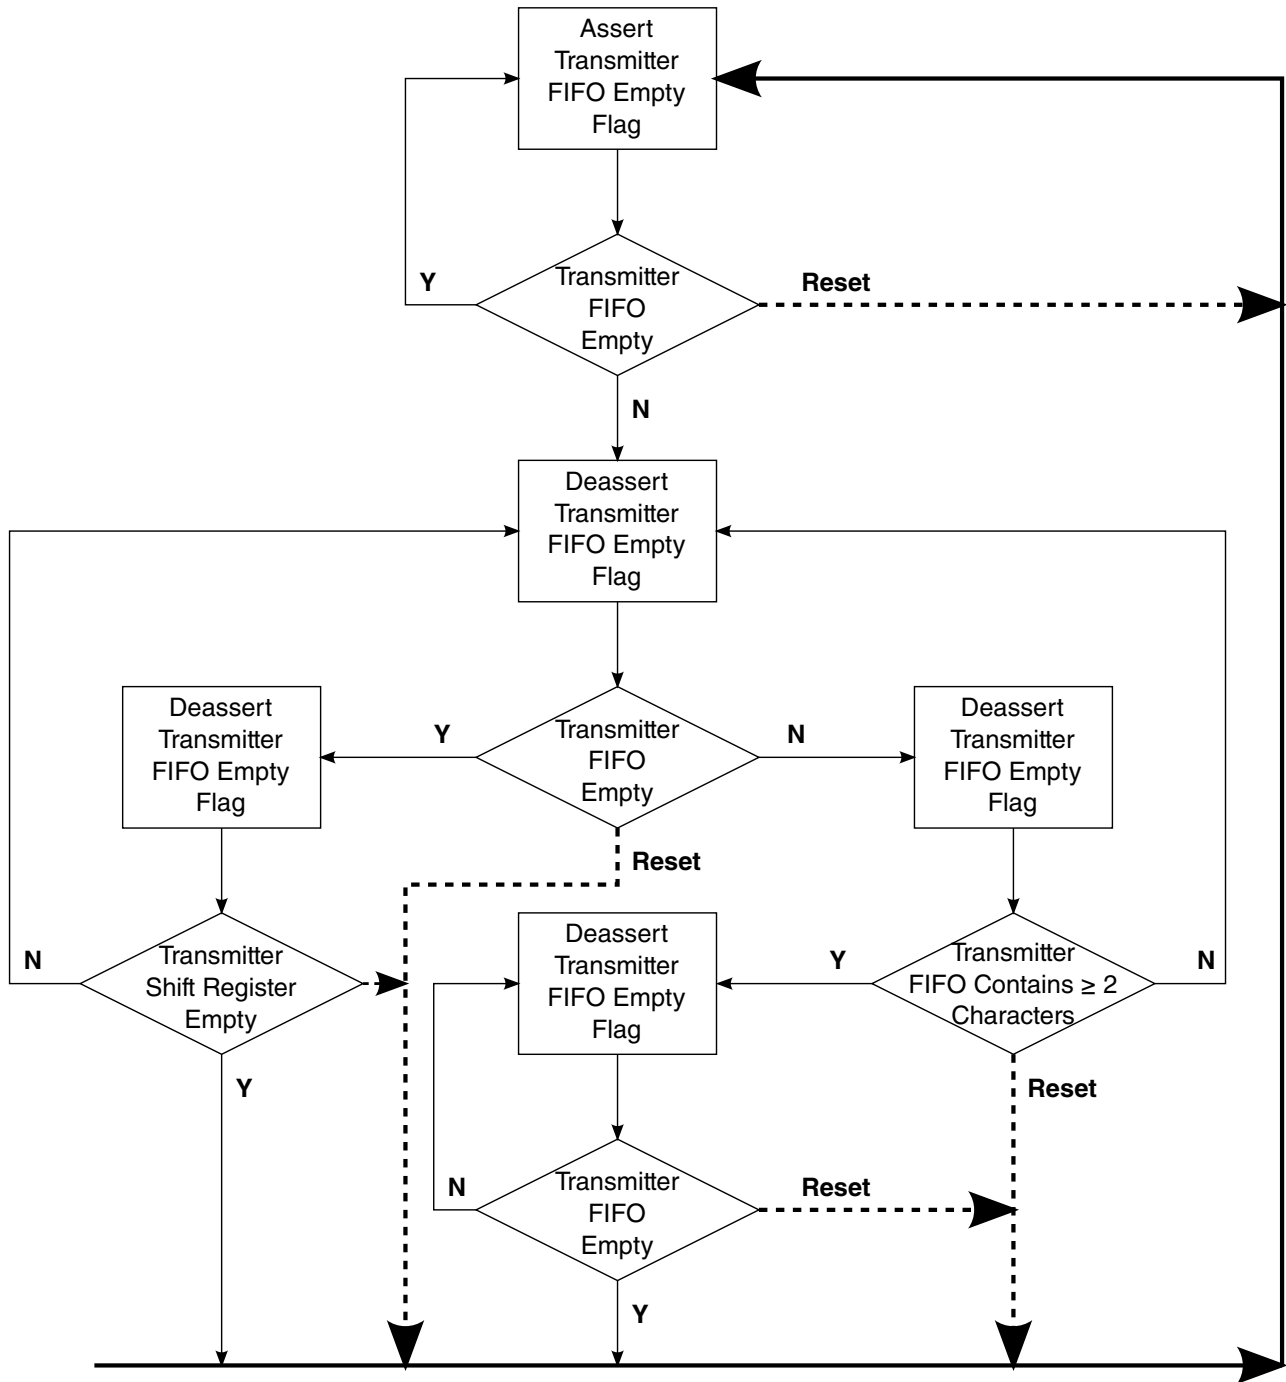 Assert
Transmitter
FIFO Empty
Flag
Y
Transmitter
FIFO
Empty
Reset
N
Deassert
Transmitter
FIFO Empty
Flag
Deassert
Transmitter
FIFO Empty
Flag
Y
Transmitter
FIFO
Empty
N
Deassert
Transmitter
FIFO Empty
Flag
Reset
N
Transmitter
Shift Register
Empty
Y
Deassert
Transmitter
FIFO Empty
Flag
Y
Transmitter
FIFO Contains ≥ 2
Characters
N
Reset
N
Transmitter
FIFO
Empty
Reset
Y